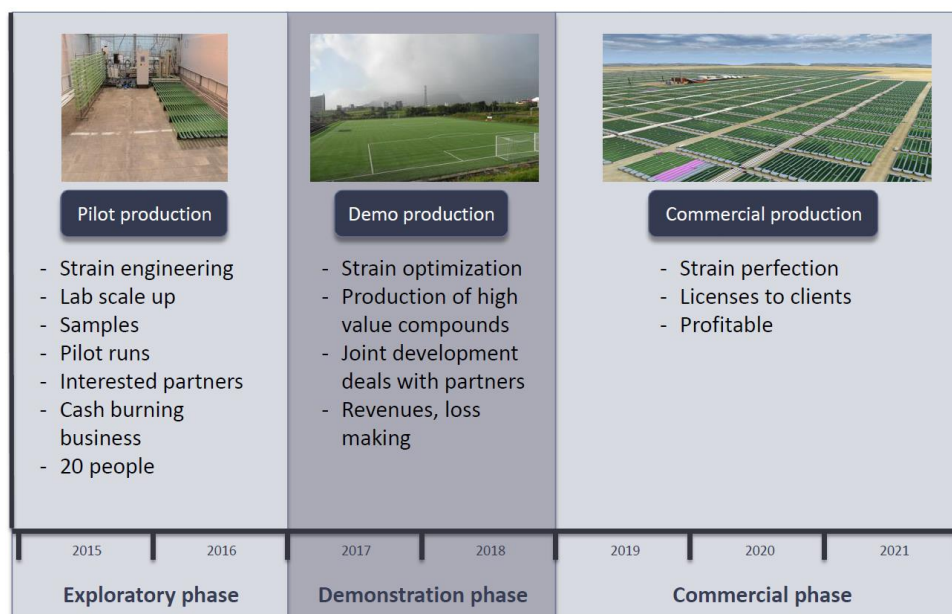 Pilot production
- Strain engineering
- Lab scale up
- Samples
- Pilot runs
- Interested partners
- Cash burning
business
- 20 people
Demo production
- Strain optimization
- Production of high
value compounds
- Joint development
deals with partners
- Revenues, loss
making
Commercial production
- Strain perfection
- Licenses to clients
- Profitable
2015
2016
2017
2018
2019
2020
2021
Exploratory phase
Demonstration phase
Commercial phase